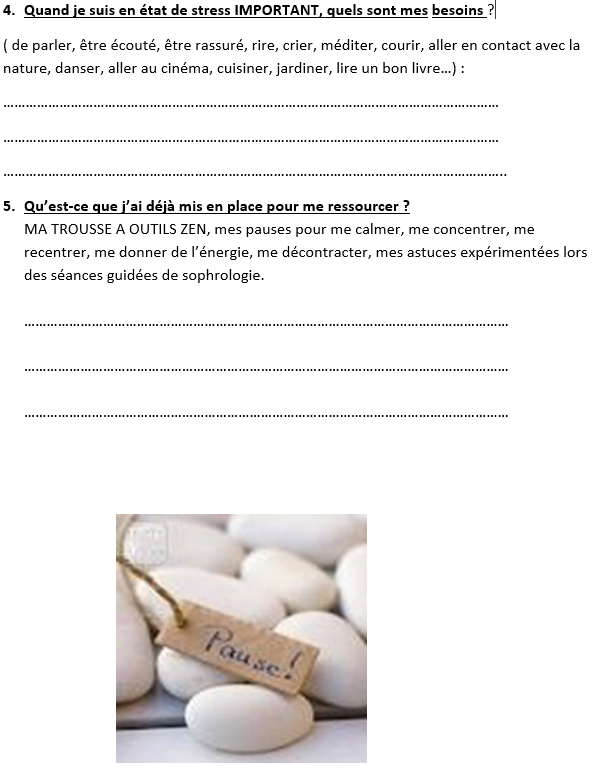 4. Quand je suis en état de stress IMPORTANT, quels sont mes besoins ?
( de parler, être écouté, être rassuré, rire, crier, méditer, courir, aller en contact avec la
nature, danser, aller au cinéma, cuisiner, jardiner, lire un bon livre…) :
………………………………………………………………………………………………………………………
………………………………………………………………………………………………………………………
………………………………………………………………………………………………………………………..
5. Qu’est-ce que j’ai déjà mis en place pour me ressourcer ?
MA TROUSSE A OUTILS ZEN, mes pauses pour me calmer, me concentrer, me
recentrer, me donner de l’énergie, me décontracter, mes astuces expérimentées lors
des séances guidées de sophrologie.
……………………………………………………………………………………………………………………
……………………………………………………………………………………………………………………
……………………………………………………………………………………………………………………
Pause!